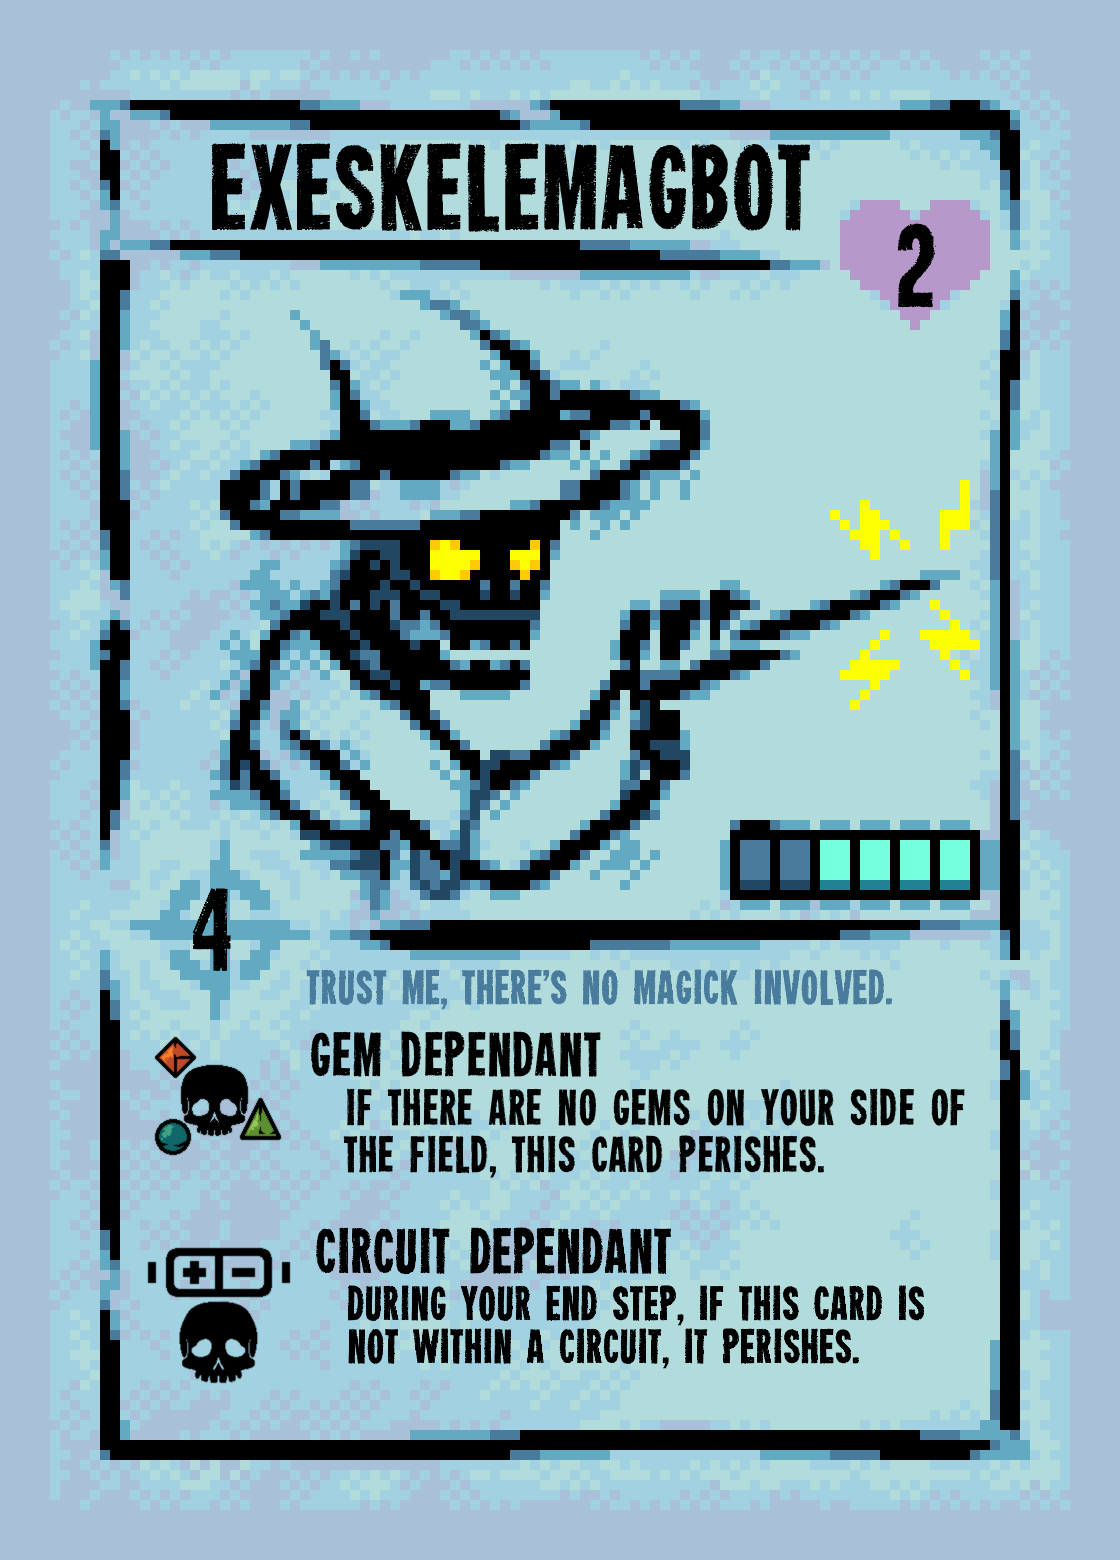 EXESKELEMAGBOT
2
4
TRUST ME, THERE'S NO MAGICK INVOLVED.
GEM DEPENDANT
IF THERE ARE NO GEMS ON YOUR SIDE OF
THE FIELD, THIS CARD PERISHES.
CIRCUIT DEPENDANT
DURING YOUR END STEP, IF THIS CARD IS
NOT WITHIN A CIRCUIT, IT PERISHES.